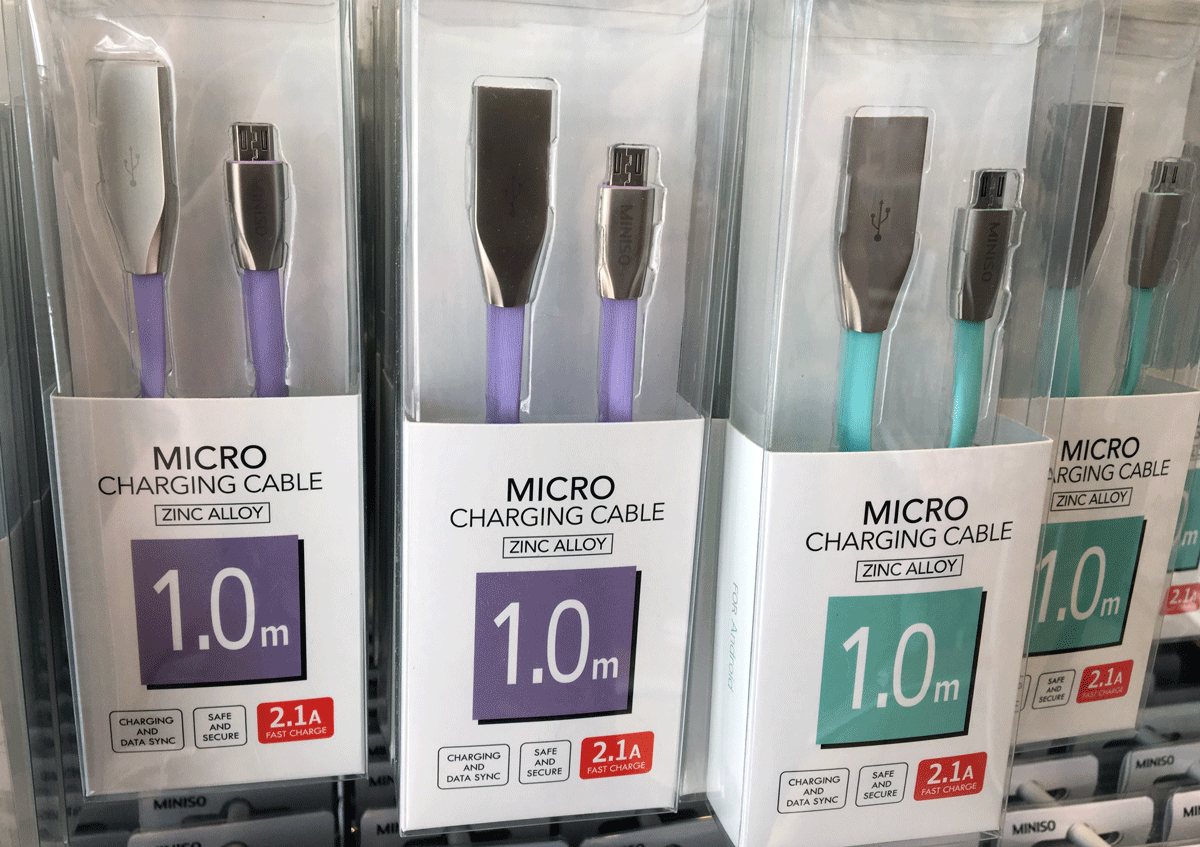 MINISO
MICRO
CHARGING CABLE
ZINC ALLOY
1.0m
CHARGING
AND
DATA SYNC
SAFE
AND
SECURE
2.1A
FAST CHARGE
MINISO
MICRO
CHARGING CABLE
ZINC ALLOY
1.0m
CHARGING
AND
DATA SYNC
SAFE
AND
SECURE
2.1A
FAST CHARGE
MINISO
FOR Android
MICRO
CHARGING CABLE
ZINC ALLOY
1.0m
CHARGING
AND
DATA SYNC
SAFE
AND
SECURE
2.1A
FAST CHARGE
MICRO
CABLE
ZINC ALLOY
1.0m
SAFE
AND
SECURE
2.1A
FAST CHARGE
m
2.1A
MINISO
MINISO
MINISO